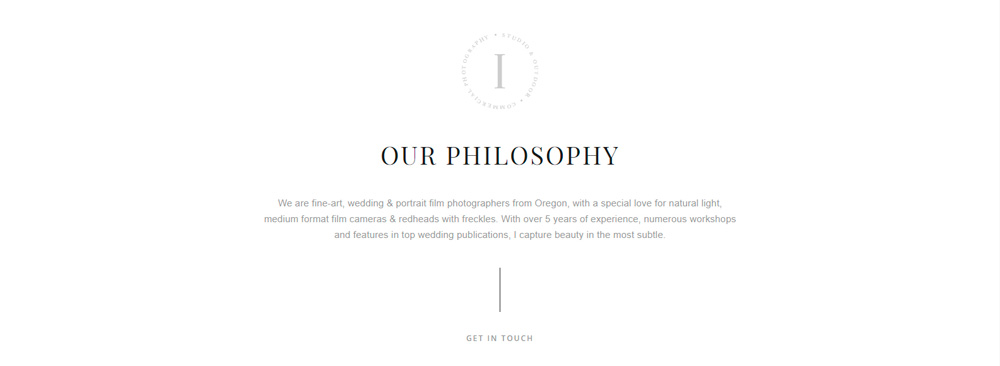 PHOTOGRAPHY • STUDIO & OUTDOOR • COMMERCIAL
I
OUR PHILOSOPHY
We are fine-art, wedding & portrait film photographers from Oregon, with a special love for natural light,
medium format film cameras & redheads with freckles. With over 5 years of experience, numerous workshops
and features in top wedding publications, I capture beauty in the most subtle.
GET IN TOUCH